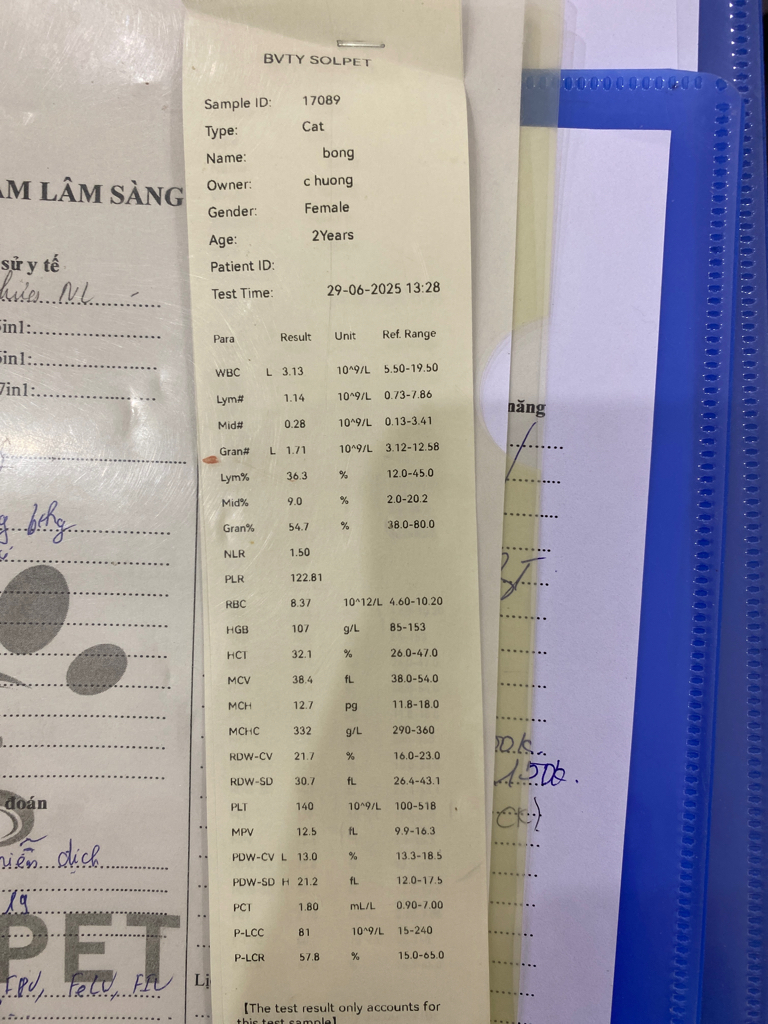 BVTY SOLPET
Sample ID: 17089
Type: Cat
Name: bong
Owner: c huong
Gender: Female
Age: 2Years
Patient ID:
Test Time: 29-06-2025 13:28
Para Result Unit Ref. Range
WBC L 3.13 10^9/L 5.50-19.50
Lym# 1.14 10^9/L 0.73-7.86
Mid# 0.28 10^9/L 0.13-3.41
Gran# L 1.71 10^9/L 3.12-12.58
Lym% 36.3 % 12.0-45.0
Mid% 9.0 % 2.0-20.2
Gran% 54.7 % 38.0-80.0
NLR 1.50
PLR 122.81
RBC 8.37 10^12/L 4.60-10.20
HGB 107 g/L 85-153
HCT 32.1 % 26.0-47.0
MCV 38.4 fL 38.0-54.0
MCH 12.7 pg 11.8-18.0
MCHC 332 g/L 290-360
RDW-CV 21.7 % 16.0-23.0
RDW-SD 30.7 fL 26.4-43.1
PLT 140 10^9/L 100-518
MPV 12.5 fL 9.9-16.3
PDW-CV L 13.0 % 13.3-18.5
PDW-SD H 21.2 fL 12.0-17.5
PCT 1.80 mL/L 0.90-7.00
P-LCC 81 10^9/L 15-240
P-LCR 57.8 % 15.0-65.0
[The test result only accounts for
this test sample]
ÁM LÂM SÀNG
sử y tế
NL
5in1:
7in1:
đoán
dịch
PET
FPV, FeLV, FIV
Lị
năng